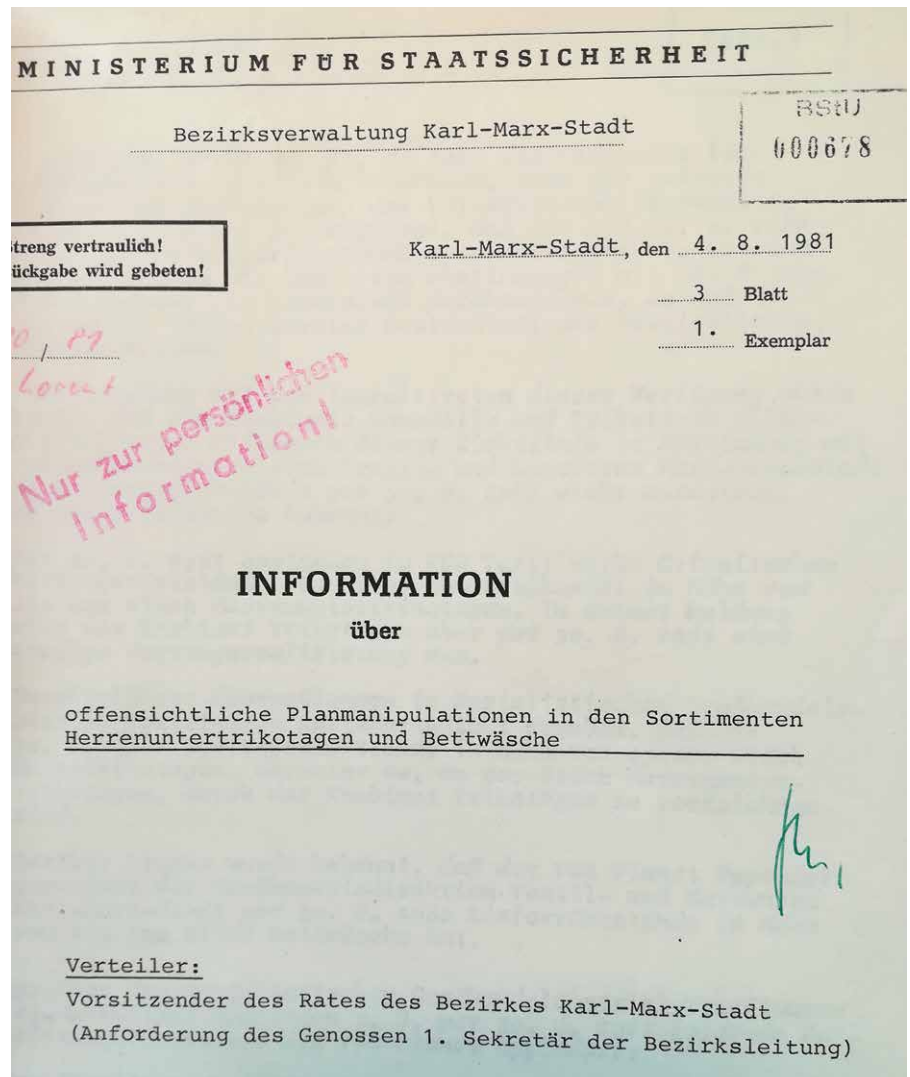 MINISTERIUM FÜR STAATSSICHERHEIT
Bezirksverwaltung Karl-Marx-Stadt
BStU
000678
treng vertraulich!
ückgabe wird gebeten!
Karl-Marx-Stadt, den 4. 8. 1981
3 Blatt
1. Exemplar
/ 81
Nur zur persönlichen
Information!
INFORMATION
über
offensichtliche Planmanipulationen in den Sortimenten
Herrenuntertrikotagen und Bettwäsche
Verteiler:
Vorsitzender des Rates des Bezirkes Karl-Marx-Stadt
(Anforderung des Genossen 1. Sekretär der Bezirksleitung)